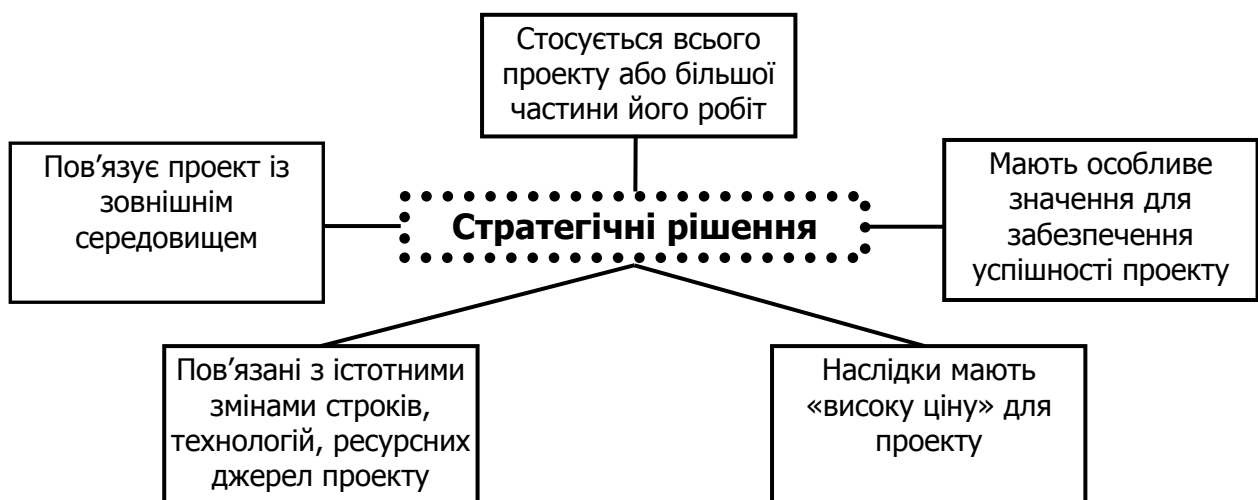 Стосується всього
проекту або більшої
частини його робіт
Пов’язує проект із
зовнішнім
середовищем
Стратегічні рішення
Мають особливе
значення для
забезпечення
успішності проекту
Пов’язані з істотними
змінами строків,
технологій, ресурсних
джерел проекту
Наслідки мають
«високу ціну» для
проекту